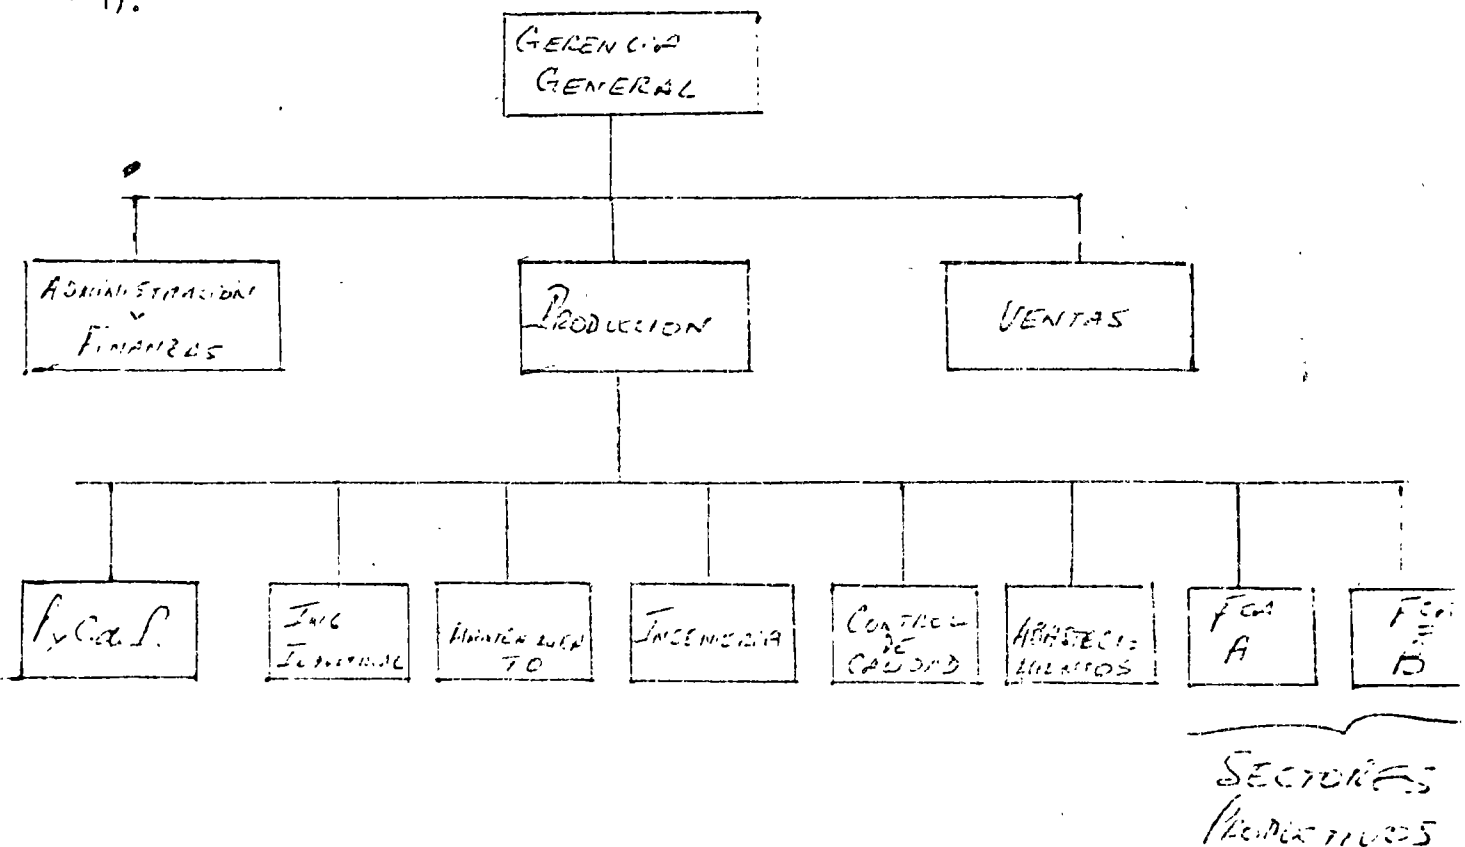 GERENCIA
GENERAL
ADMINISTRACION
Y
FINANZAS
PRODUCCION
VENTAS
P y C. de P.
ING
INDUSTRIAL
MANTENIMIEN
TO
INGENIERIA
CONTROL
DE
CALIDAD
ABASTECI-
MIENTOS
FCA
A
FCA
B
SECTORES
PRODUCTIVOS